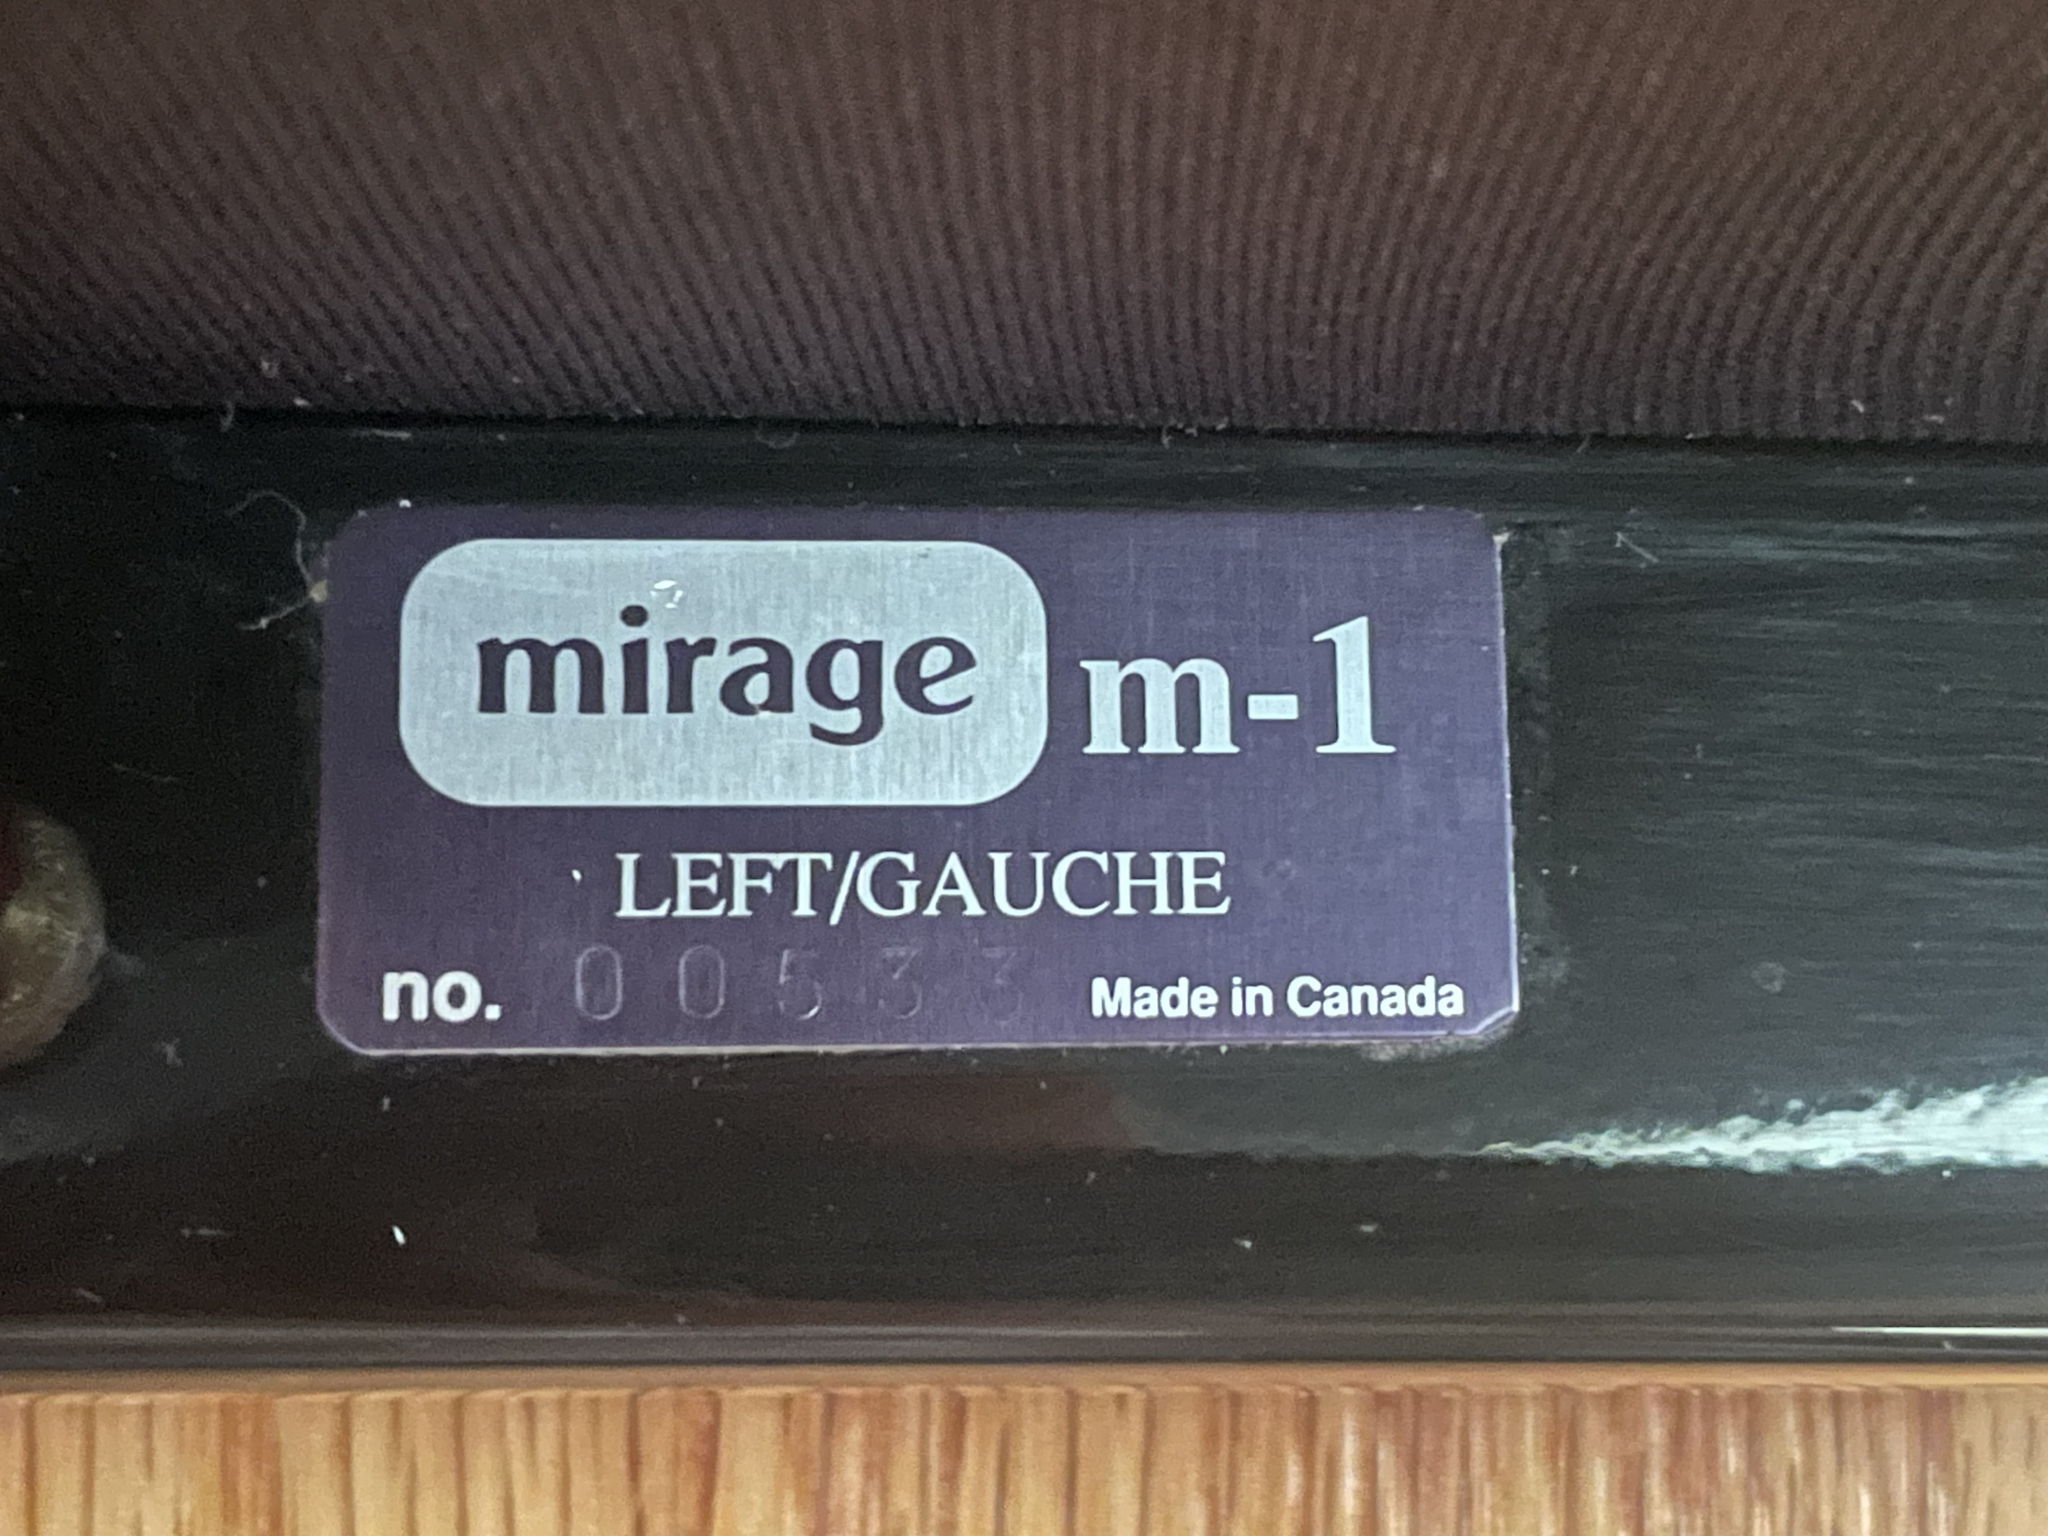 mirage m-1
LEFT/GAUCHE
no. 00533 Made in Canada